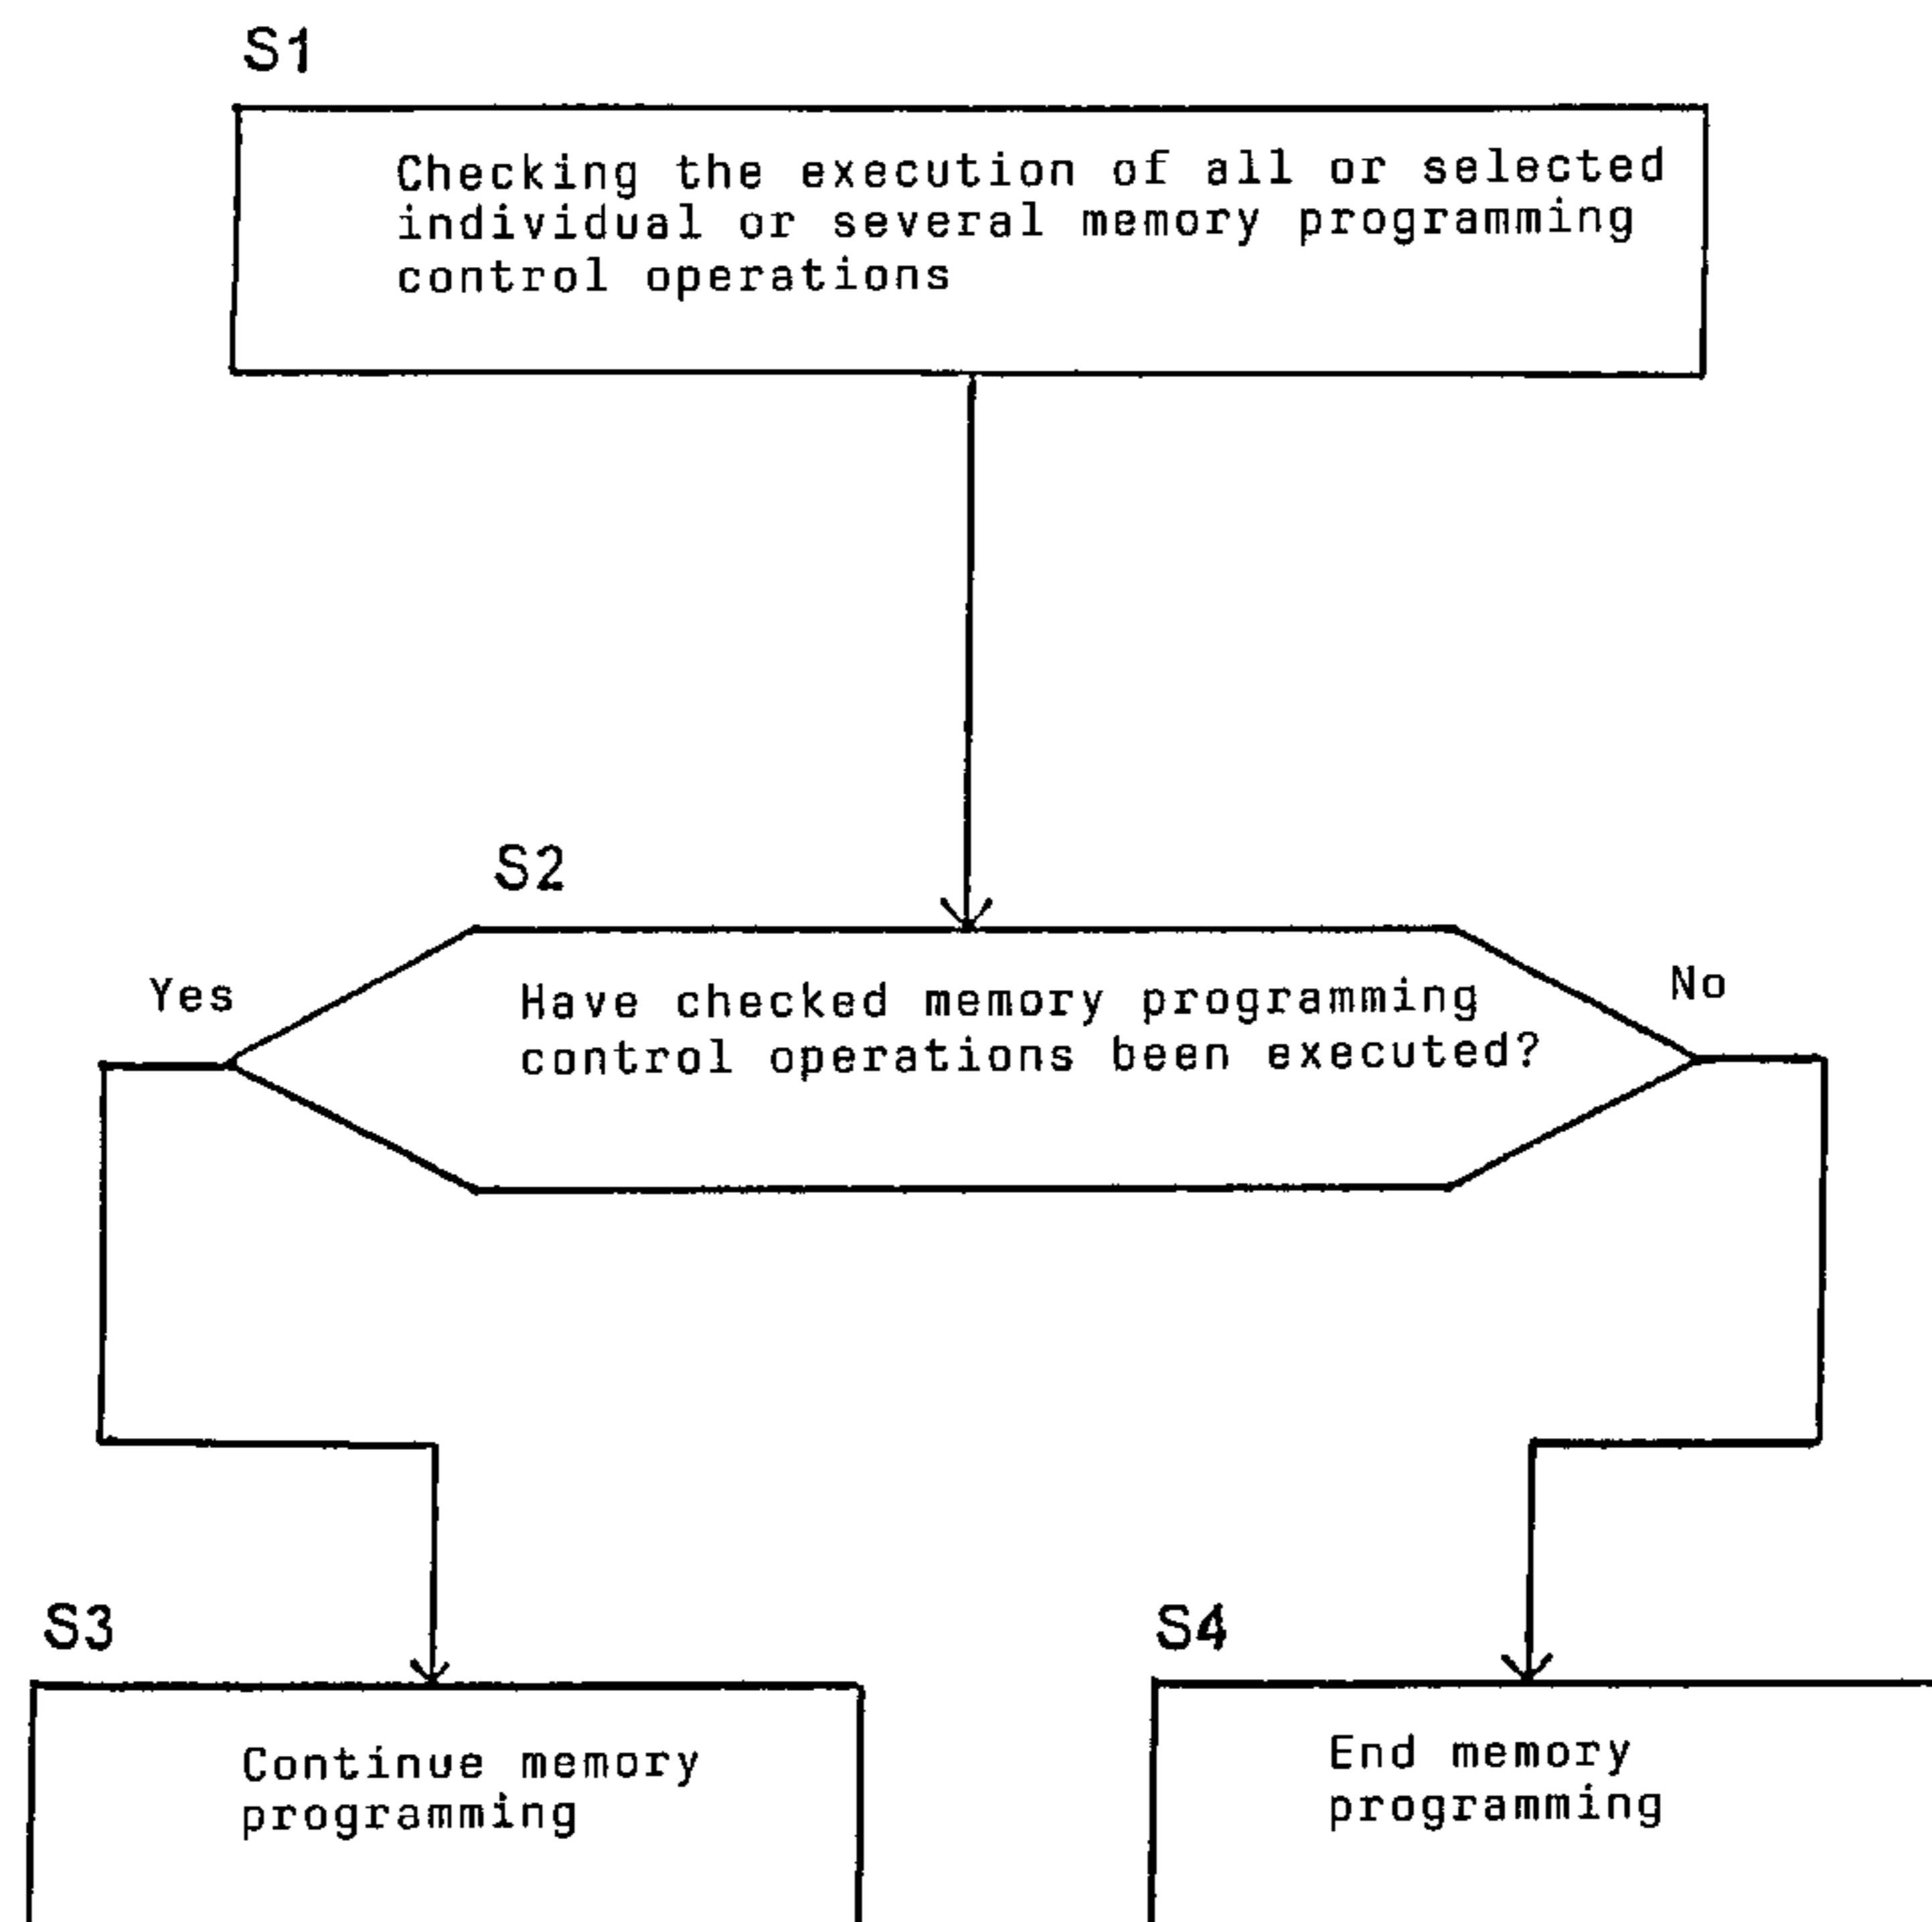 S1
Checking the execution of all or selected
individual or several memory programming
control operations
S2
Yes
No
Have checked memory programming
control operations been executed?
S3
S4
Continue memory
programming
End memory
programming